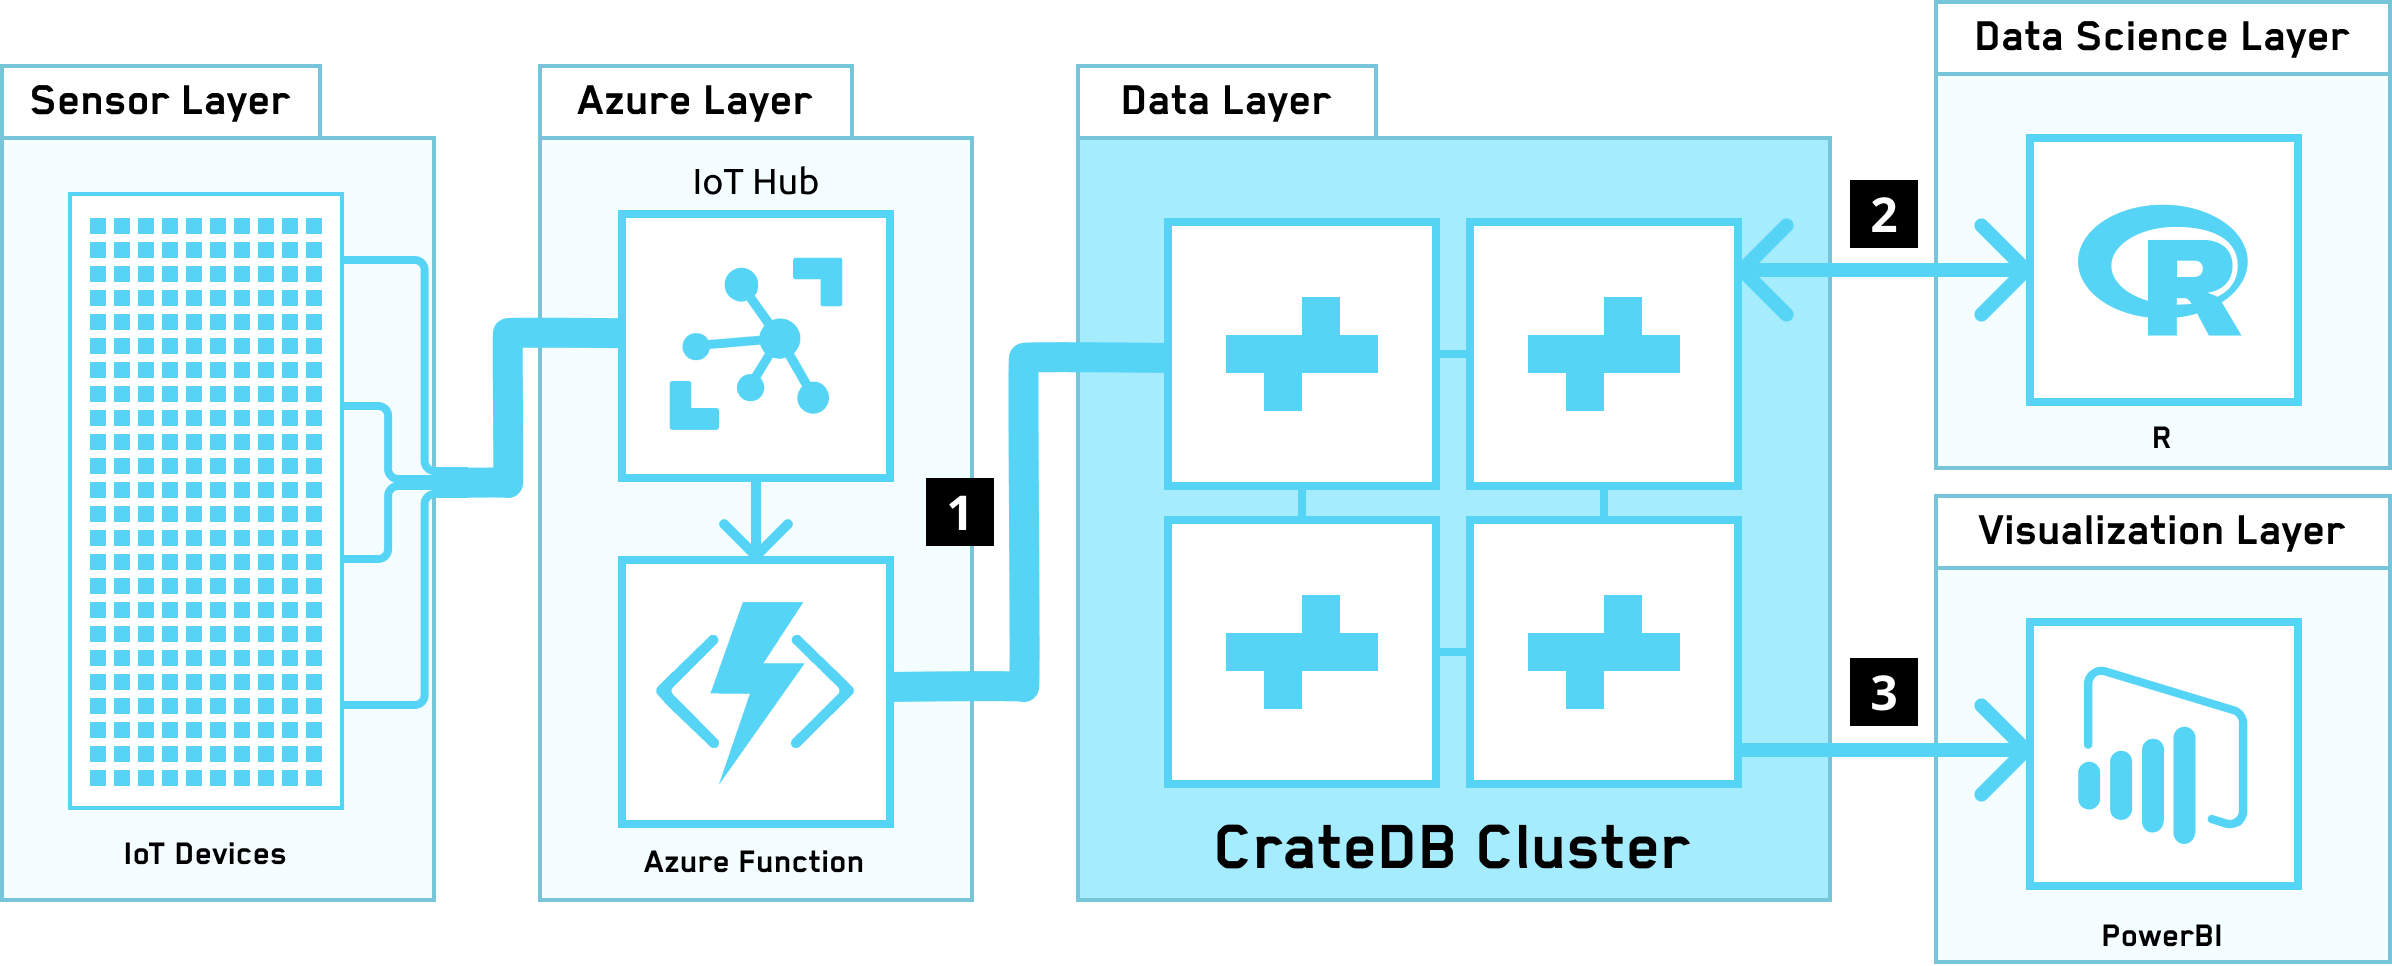 Sensor Layer
IoT Devices
Azure Layer
IoT Hub
Azure Function
1
Data Layer
CrateDB Cluster
2
Data Science Layer
R
R
3
Visualization Layer
PowerBI